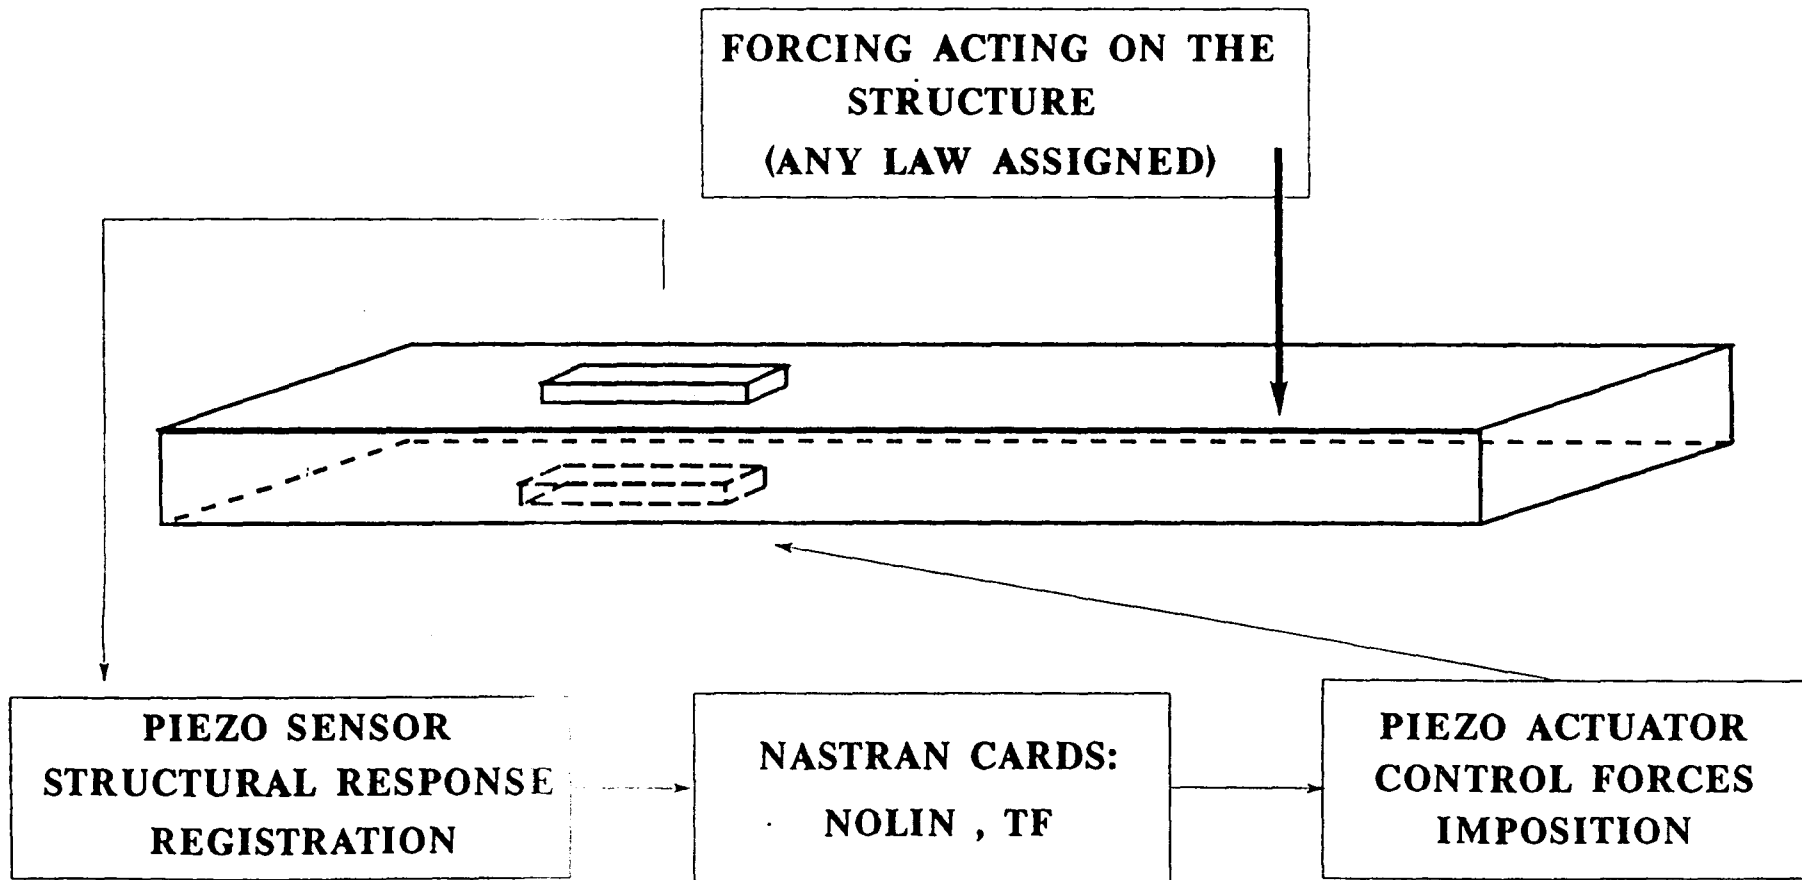 FORCING ACTING ON THE
STRUCTURE
(ANY LAW ASSIGNED)
PIEZO SENSOR
STRUCTURAL RESPONSE
REGISTRATION
NASTRAN CARDS:
NOLIN , TF
PIEZO ACTUATOR
CONTROL FORCES
IMPOSITION